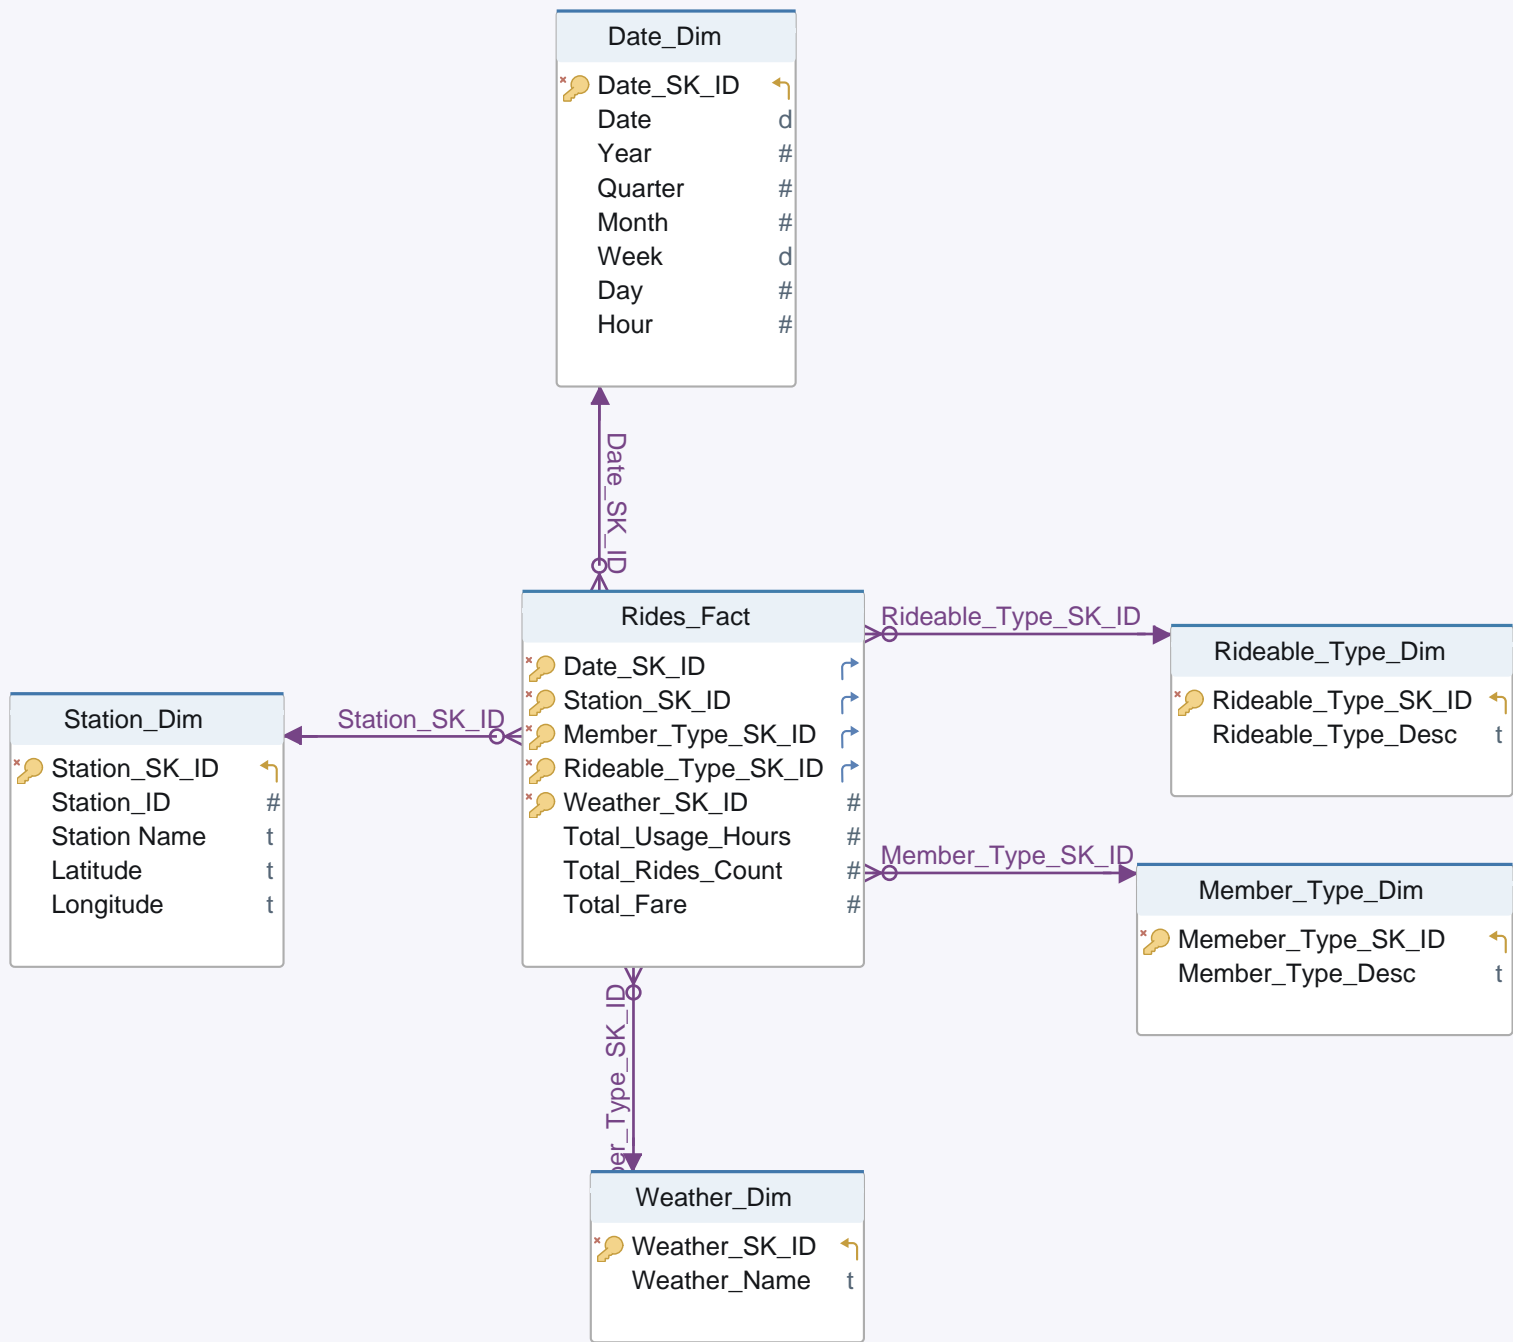 Date_Dim
Date_SK_ID
Date d
Year #
Quarter #
Month #
Week d
Day #
Hour #
Date_SK_ID
Rides_Fact
Date_SK_ID
Station_SK_ID
Member_Type_SK_ID
Rideable_Type_SK_ID
Weather_SK_ID #
Total_Usage_Hours #
Total_Rides_Count #
Total_Fare #
Rideable_Type_SK_ID
Rideable_Type_Dim
Rideable_Type_SK_ID
Rideable_Type_Desc t
Station_SK_ID
Station_Dim
Station_SK_ID
Station_ID #
Station Name t
Latitude t
Longitude t
Member_Type_SK_ID
Member_Type_Dim
Memeber_Type_SK_ID
Member_Type_Desc t
ber_Type_SK_ID
Weather_Dim
Weather_SK_ID
Weather_Name t